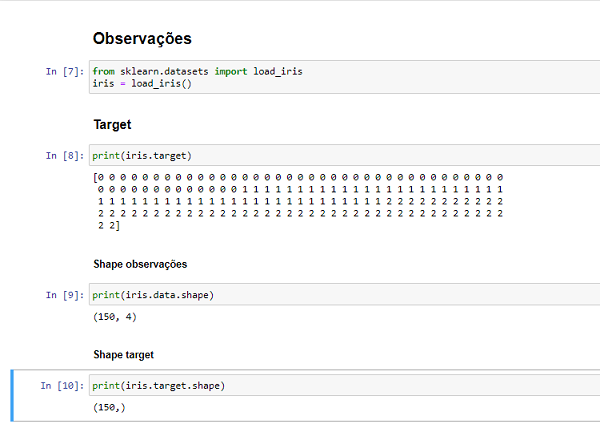 Observações
In [7]: from sklearn.datasets import load_iris
iris = load_iris()
Target
In [8]: print(iris.target)
[0 0 0 0 0 0 0 0 0 0 0 0 0 0 0 0 0 0 0 0 0 0 0 0 0 0 0 0 0 0 0 0 0 0 0 0 0
0 0 0 0 0 0 0 0 0 0 0 0 0 1 1 1 1 1 1 1 1 1 1 1 1 1 1 1 1 1 1 1 1 1 1 1 1
1 1 1 1 1 1 1 1 1 1 1 1 1 1 1 1 1 1 1 1 1 1 1 1 1 1 2 2 2 2 2 2 2 2 2 2 2
2 2 2 2 2 2 2 2 2 2 2 2 2 2 2 2 2 2 2 2 2 2 2 2 2 2 2 2 2 2 2 2 2 2 2 2 2
2 2]
Shape observações
In [9]: print(iris.data.shape)
(150, 4)
Shape target
In [10]: print(iris.target.shape)
(150,)